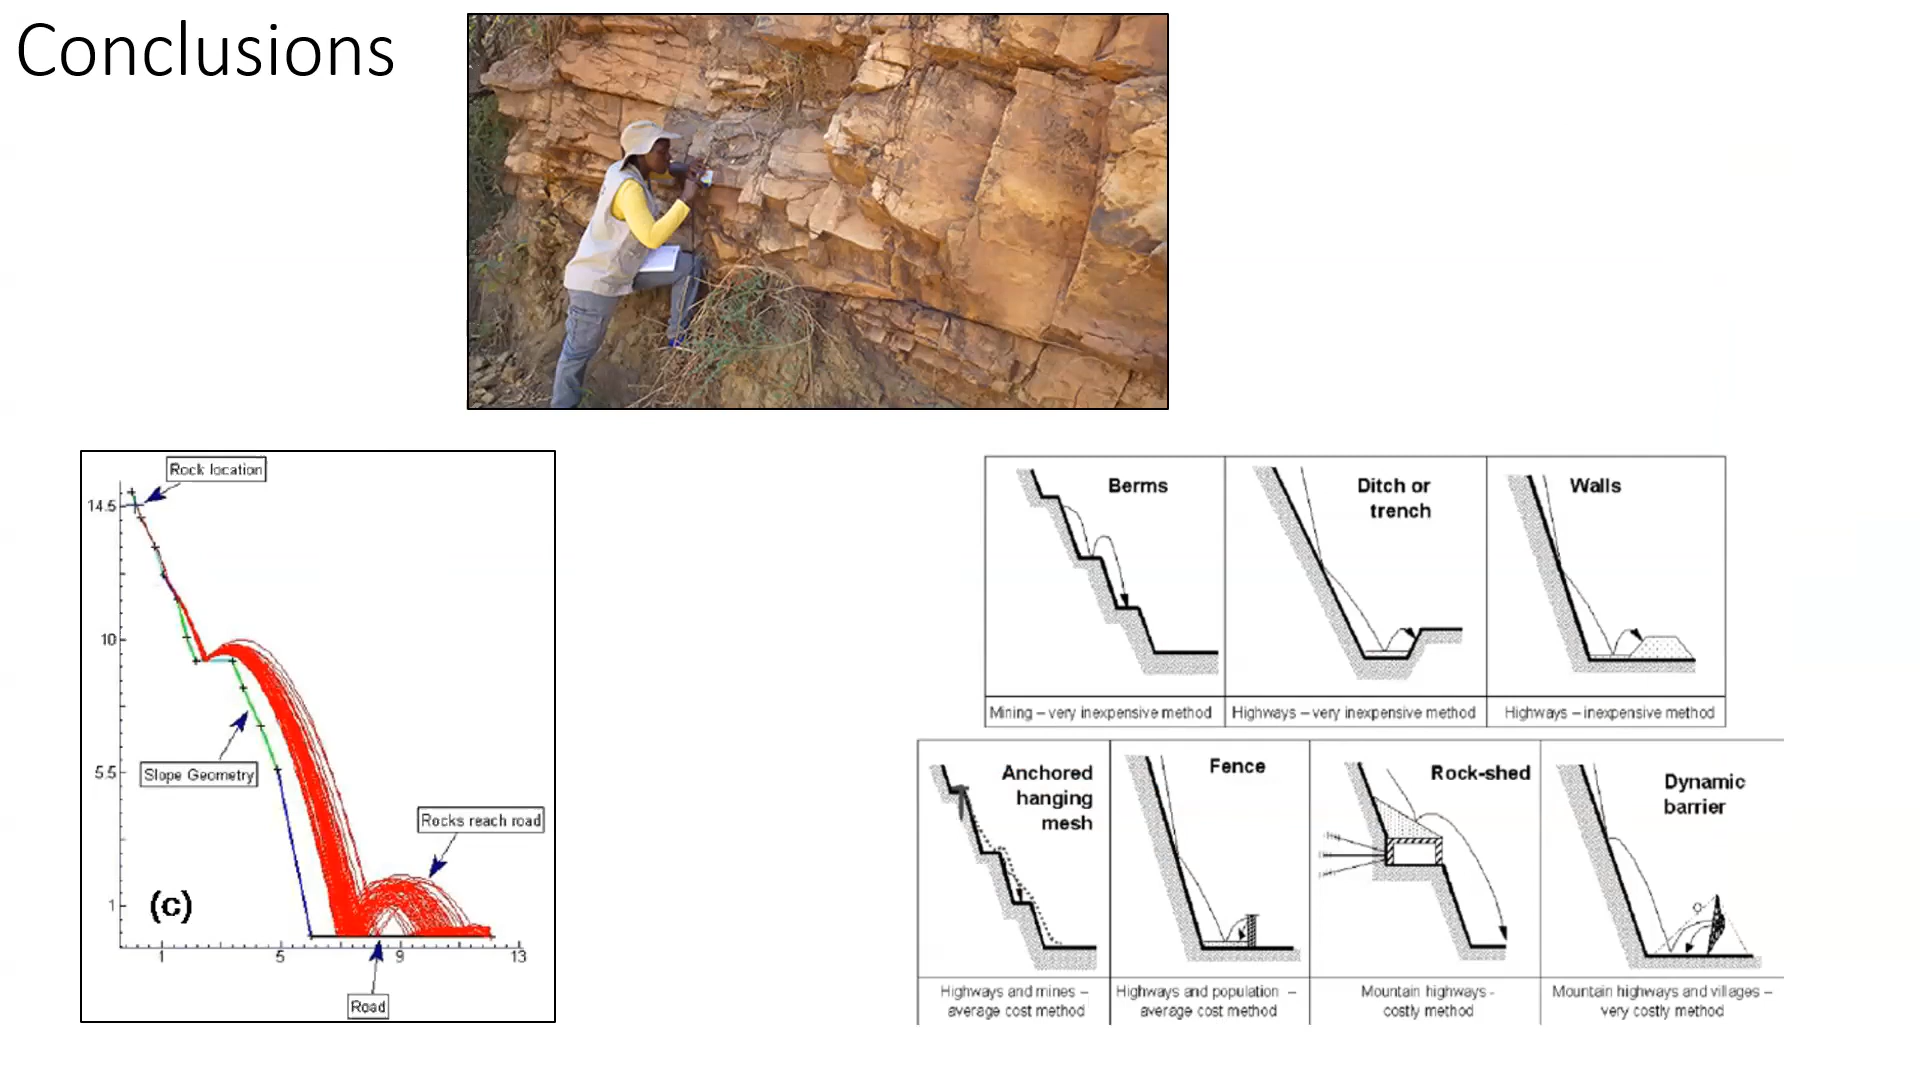 Conclusions
Rock location
14.5
10
5.5
1
Slope Geometry
Rocks reach road
(c)
1 5 9 13
Road
Berms
Ditch or
trench
Walls
Mining – very inexpensive method
Highways – very inexpensive method
Highways – inexpensive method
Anchored
hanging
mesh
Fence
Rock-shed
Dynamic
barrier
Highways and mines –
average cost method
Highways and population –
average cost method
Mountain highways -
costly method
Mountain highways and villages –
very costly method